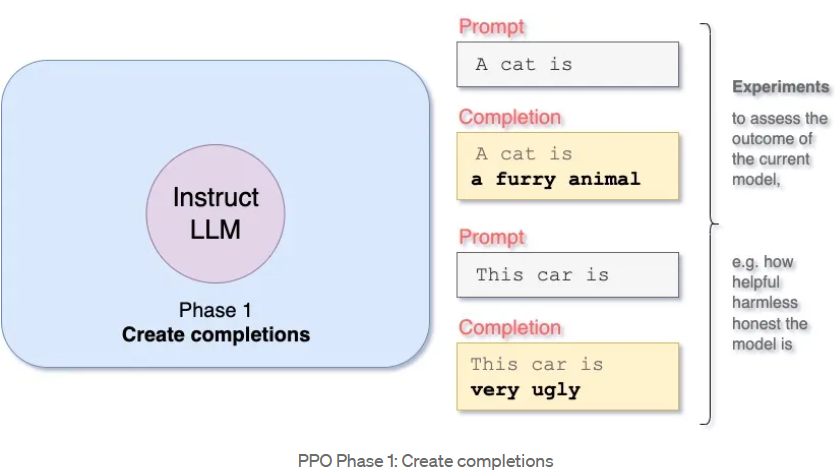 Instruct
LLM
Phase 1
Create completions
Prompt
A cat is
Completion
A cat is
a furry animal
Prompt
This car is
Completion
This car is
very ugly
Experiments
to assess the
outcome of
the current
model,
e.g. how
helpful
harmless
honest the
model is
PPO Phase 1: Create completions